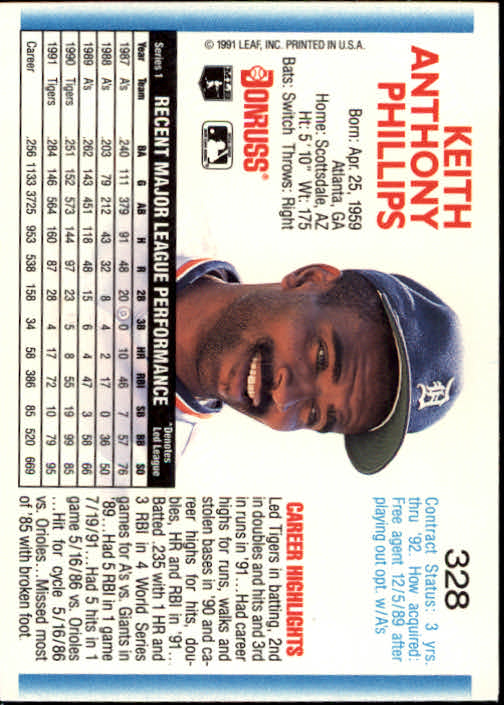 KEITH
ANTHONY
PHILLIPS
Born: Apr. 25, 1959
Atlanta, GA
Home: Scottsdale, AZ
Ht: 5'10" Wt: 175
Bats: Switch Throws: Right
DONRUSS
MLB
© 1991 LEAF, INC. PRINTED IN U.S.A.
328
Contract Status: 3 yrs.
thru '92. How acquired:
Free agent 12/5/89 after
playing out opt. w/A's
CAREER HIGHLIGHTS
Led Tigers in batting, 2nd
in doubles and hits and 3rd
in runs in '91...Had career
highs for runs, walks and
stolen bases in '90 and ca-
reer highs for hits, dou-
bles, HR and RBI in '91...
Batted .235 with 1 HR and
3 RBI in 4 World Series
games for A's vs. Giants in
'89...Had 5 RBI in 1 game
7/19/91...Had 5 hits in 1
game 5/16/86 vs. Orioles
...Hit for cycle 5/16/86
vs. Orioles...Missed most
of '85 with broken foot.
Series 1 RECENT MAJOR LEAGUE PERFORMANCE *Denotes Led League
Year Team BA G AB H R 2B 3B HR RBI SB BB SO
1987 A's .240 111 379 91 48 20 0 10 46 7 57 76
1988 A's .203 79 212 43 32 8 4 2 17 0 36 50
1989 A's .262 143 451 118 48 15 6 4 47 3 58 66
1990 Tigers .251 152 573 144 97 23 5 8 55 19 99 85
1991 Tigers .284 146 564 160 87 28 4 17 72 10 79 95
Career .256 1133 3725 953 538 158 34 58 386 85 520 669